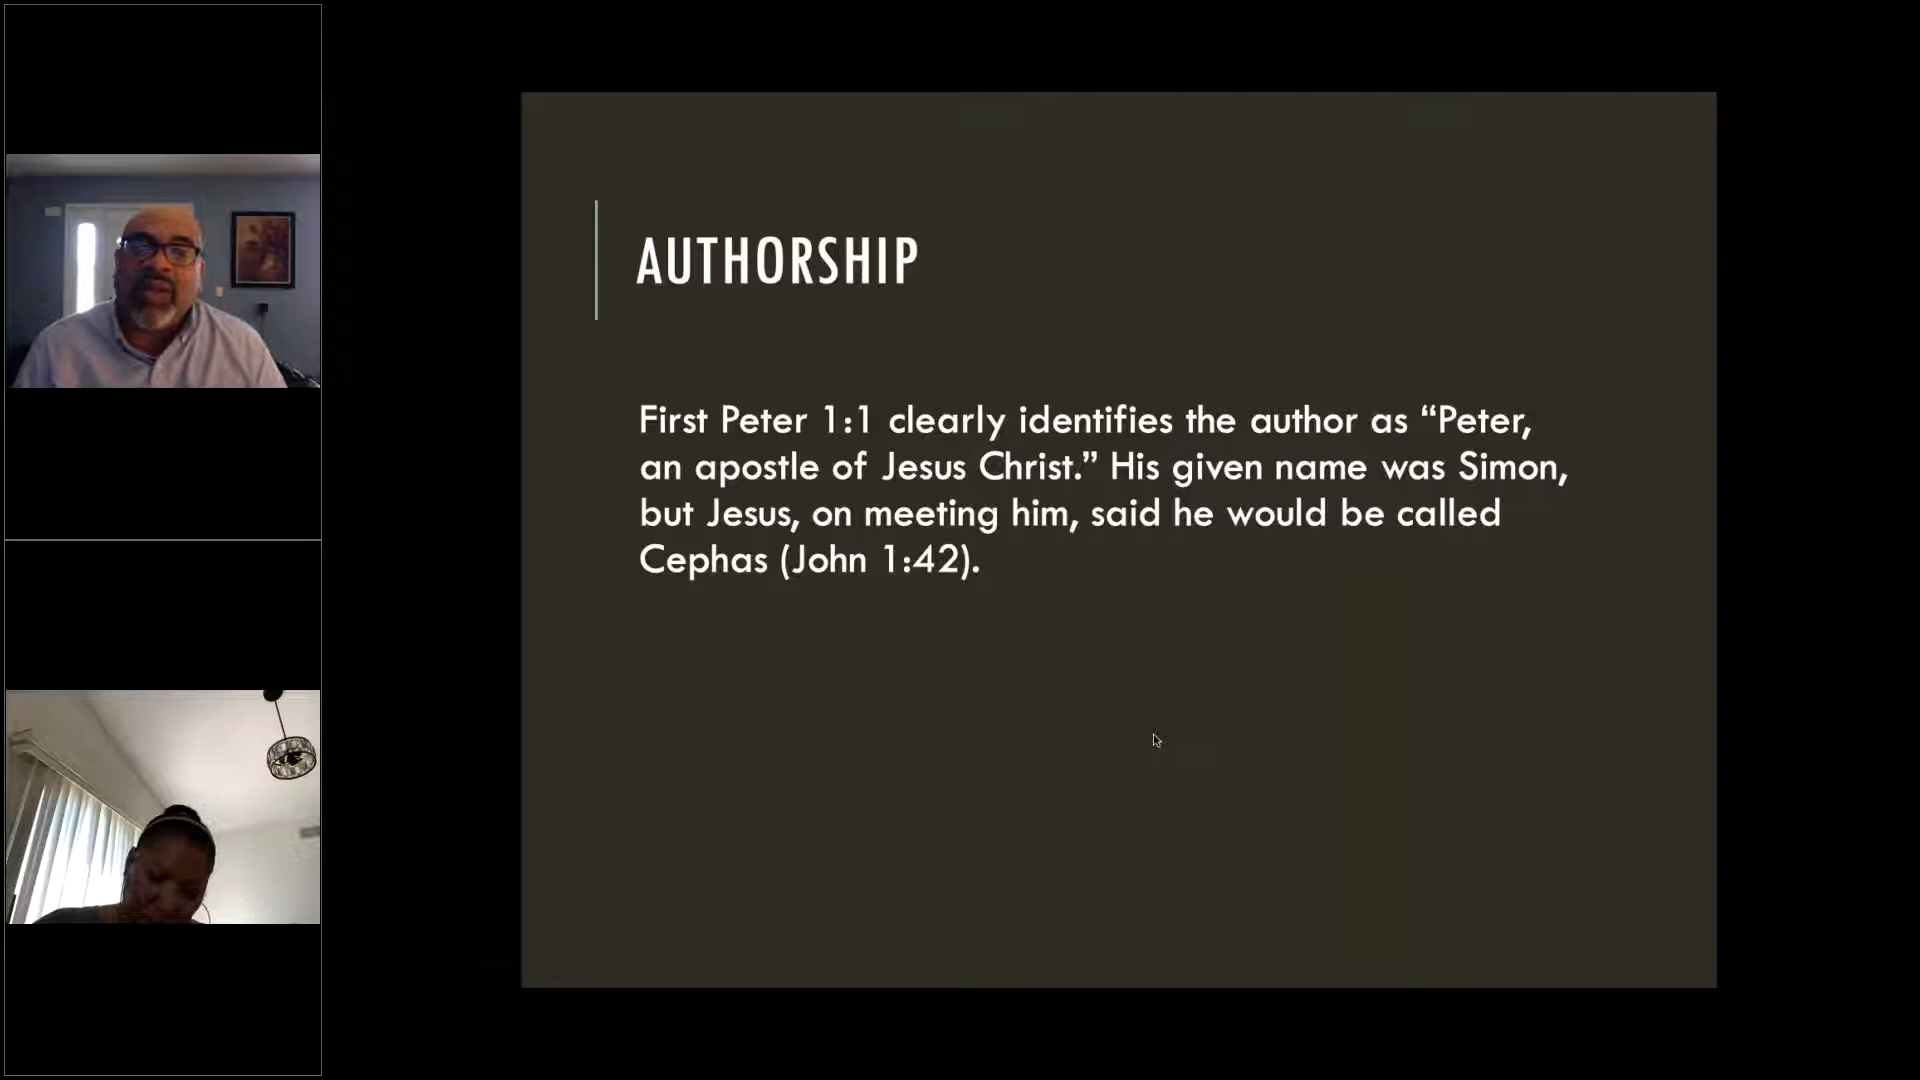 AUTHORSHIP
First Peter 1:1 clearly identifies the author as “Peter,
an apostle of Jesus Christ.” His given name was Simon,
but Jesus, on meeting him, said he would be called
Cephas (John 1:42).